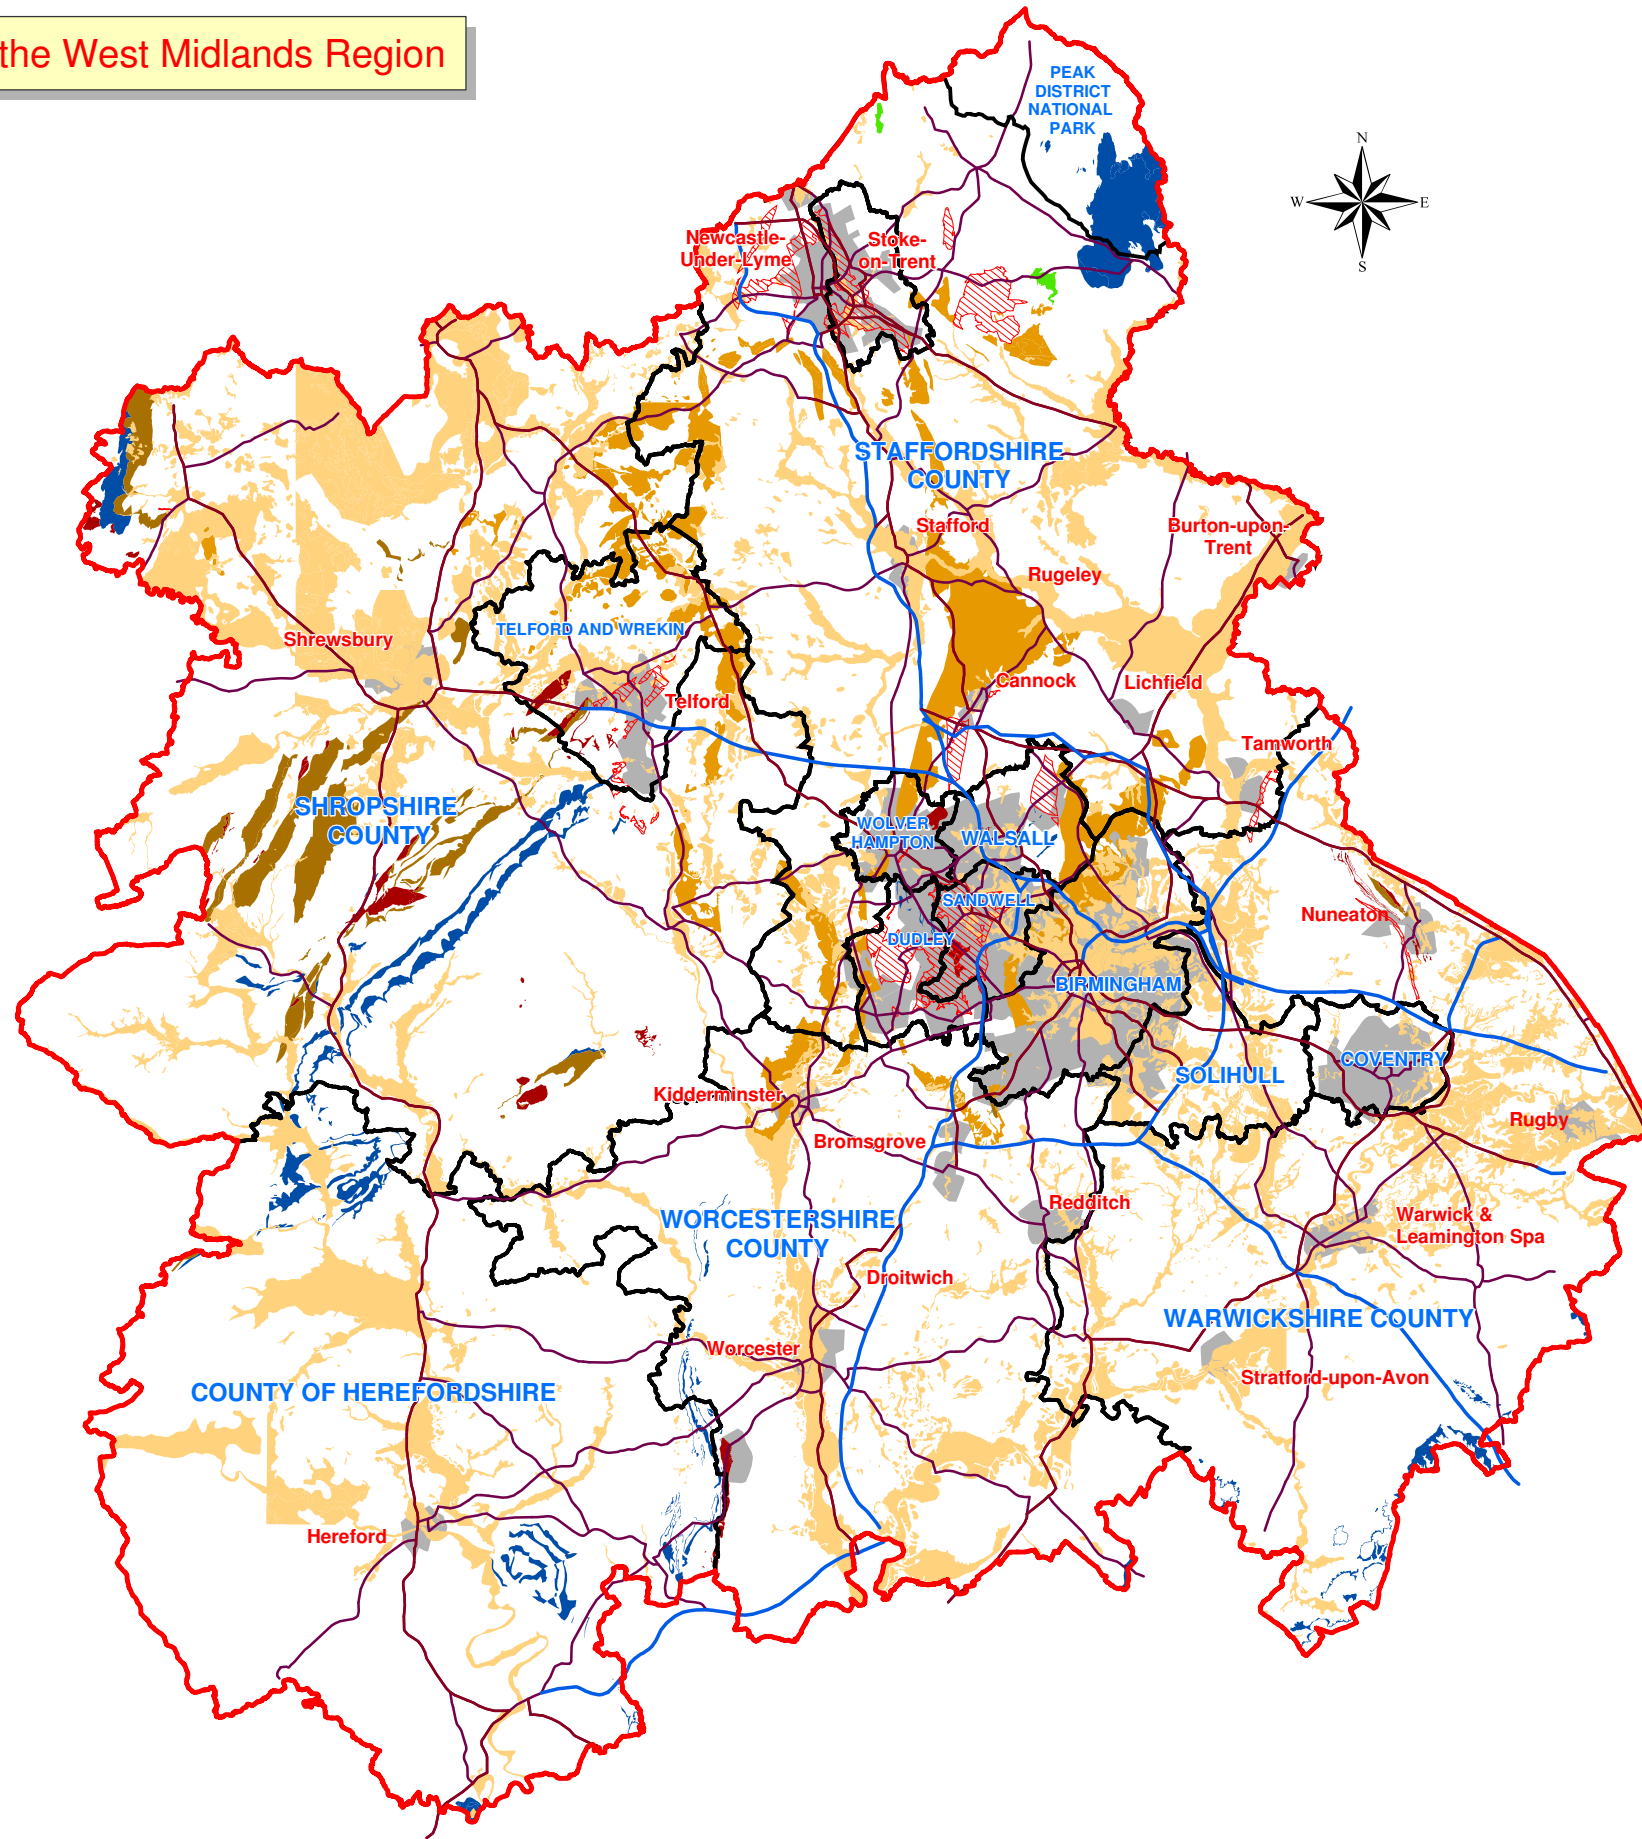 the West Midlands Region
PEAK
DISTRICT
NATIONAL
PARK
N
W
E
S
Newcastle-
Under-Lyme
Stoke-
on-Trent
STAFFORDSHIRE
COUNTY
Stafford
Burton-upon-
Trent
Rugeley
TELFORD AND WREKIN
Shrewsbury
Telford
Cannock
Lichfield
Tamworth
SHROPSHIRE
COUNTY
WOLVER
HAMPTON
WALSALL
SANDWELL
DUDLEY
Nuneaton
BIRMINGHAM
COVENTRY
SOLIHULL
Kidderminster
Rugby
Bromsgrove
Redditch
WORCESTERSHIRE
COUNTY
Warwick &
Leamington Spa
Droitwich
WARWICKSHIRE COUNTY
Worcester
Stratford-upon-Avon
COUNTY OF HEREFORDSHIRE
Hereford